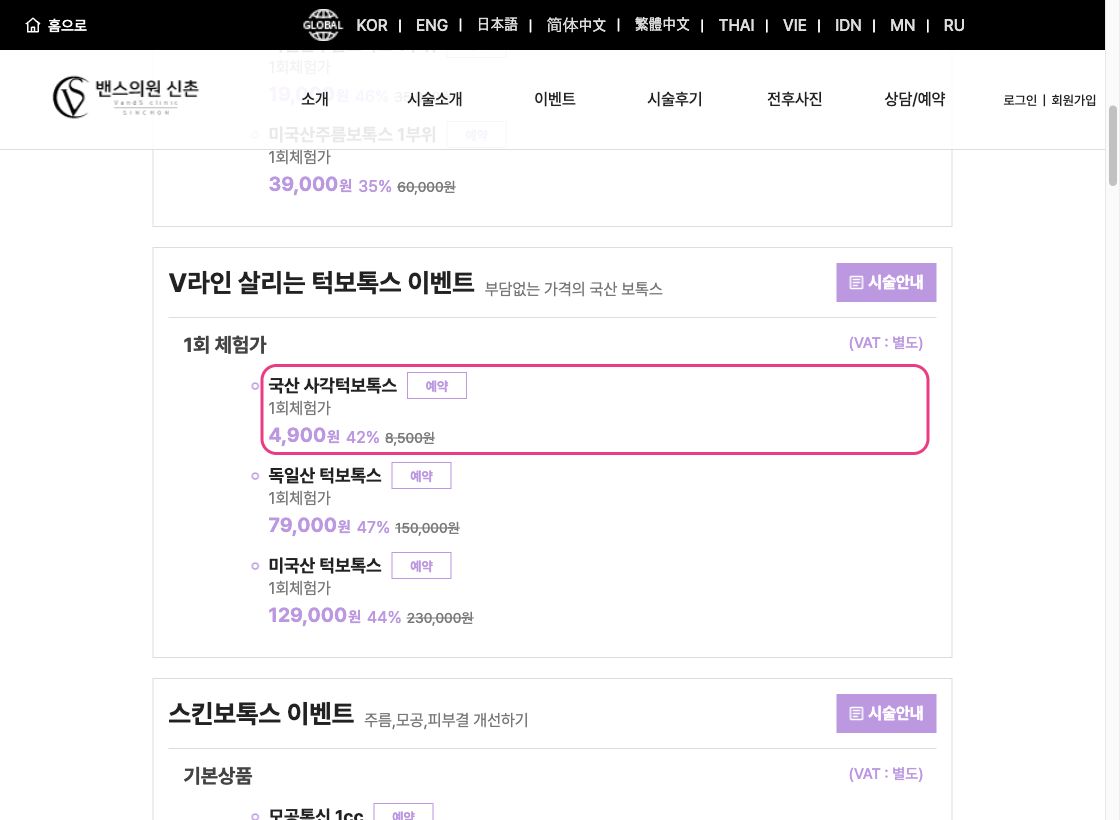 홈으로
GLOBAL KOR | ENG | 日本語 | 简体中文 | 繁體中文 | THAI | VIE | IDN | MN | RU
밴스의원 신촌
VandS clinic
SINCHON
소개 시술소개 이벤트 시술후기 전후사진 상담/예약 로그인 | 회원가입
1회체험가
19,000원 46%
미국산주름보톡스 1부위 예약
1회체험가
39,000원 35% 60,000원
V라인 살리는 턱보톡스 이벤트 부담없는 가격의 국산 보톡스 시술안내
1회 체험가 (VAT : 별도)
국산 사각턱보톡스 예약
1회체험가
4,900원 42% 8,500원
독일산 턱보톡스 예약
1회체험가
79,000원 47% 150,000원
미국산 턱보톡스 예약
1회체험가
129,000원 44% 230,000원
스킨보톡스 이벤트 주름,모공,피부결 개선하기 시술안내
기본상품 (VAT : 별도)
모공톡신 1cc 예약